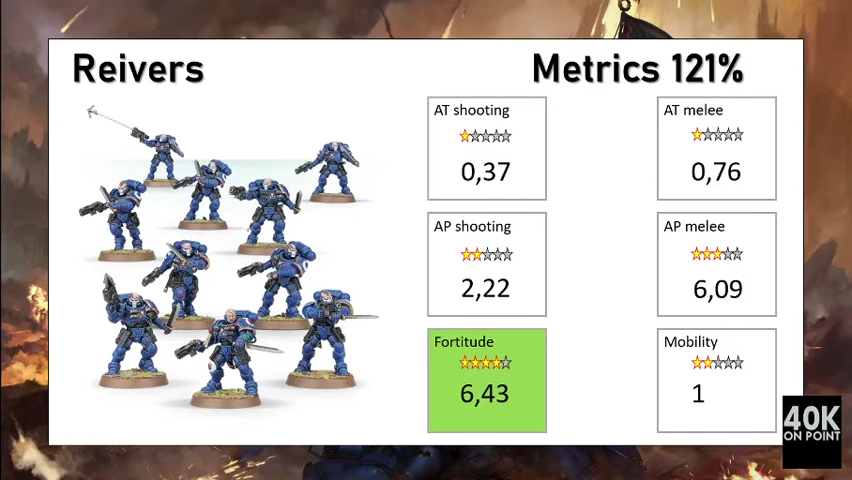 Reivers
Metrics 121%
AT shooting
0,37
AT melee
0,76
AP shooting
2,22
AP melee
6,09
Fortitude
6,43
Mobility
1
40K
ON POINT